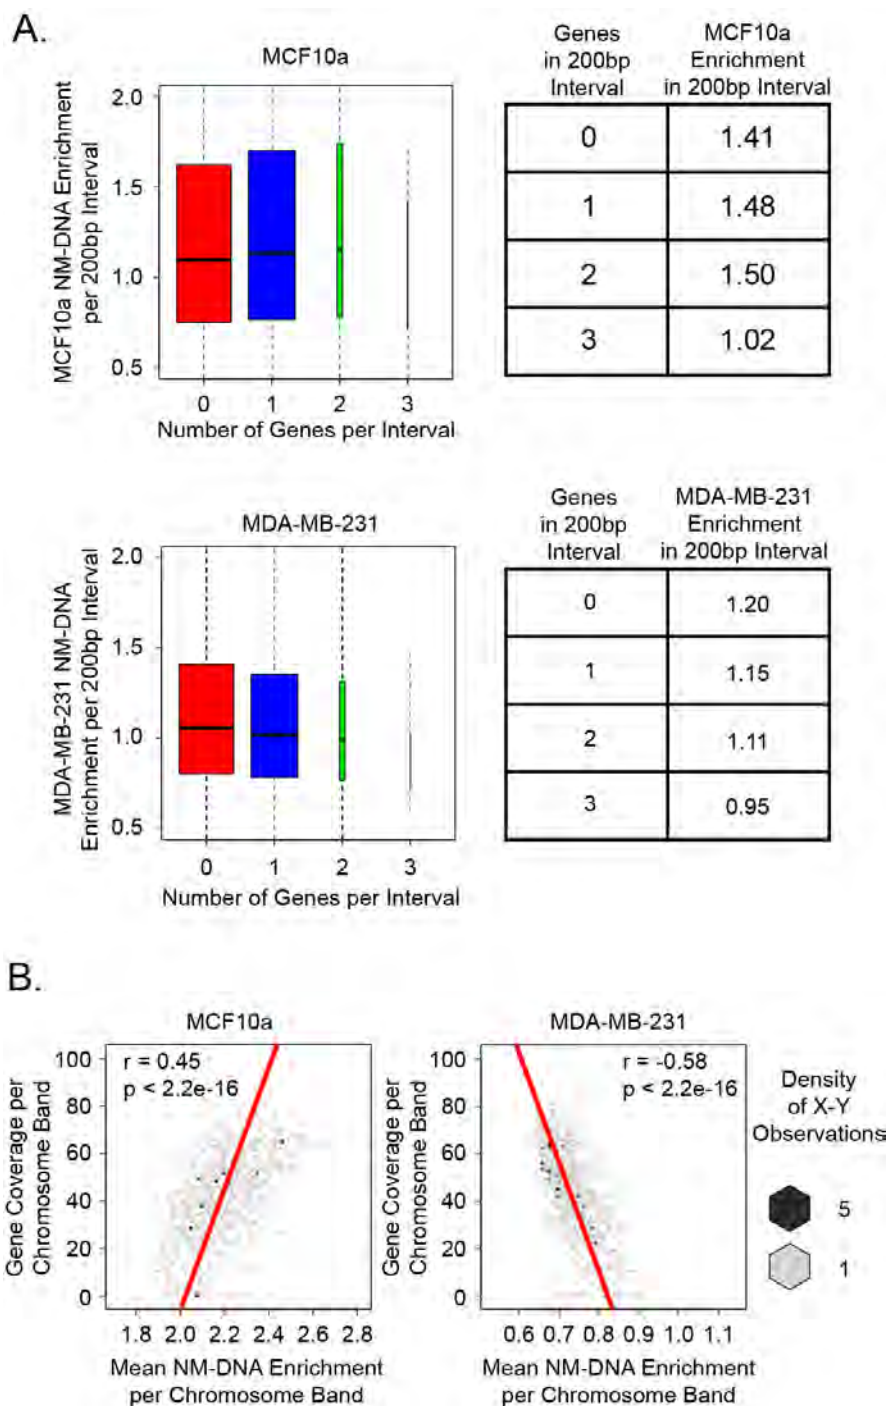 A.
MCF10a
MCF10a NM-DNA Enrichment
per 200bp Interval
2.0
1.5
1.0
0.5
0 1 2 3
Number of Genes per Interval
Genes
in 200bp
Interval
MCF10a
Enrichment
in 200bp Interval
0 1.41
1 1.48
2 1.50
3 1.02
MDA-MB-231
MDA-MB-231 NM-DNA
Enrichment per 200bp Interval
2.0
1.5
1.0
0.5
0 1 2 3
Number of Genes per Interval
Genes
in 200bp
Interval
MDA-MB-231
Enrichment
in 200bp Interval
0 1.20
1 1.15
2 1.11
3 0.95
B.
MCF10a
Gene Coverage per
Chromosome Band
100
80
60
40
20
0
r = 0.45
p < 2.2e-16
1.8 2.0 2.2 2.4 2.6 2.8
Mean NM-DNA Enrichment
per Chromosome Band
MDA-MB-231
Gene Coverage per
Chromosome Band
100
80
60
40
20
0
r = -0.58
p < 2.2e-16
0.6 0.7 0.8 0.9 1.0 1.1
Mean NM-DNA Enrichment
per Chromosome Band
Density
of X-Y
Observations
5
1